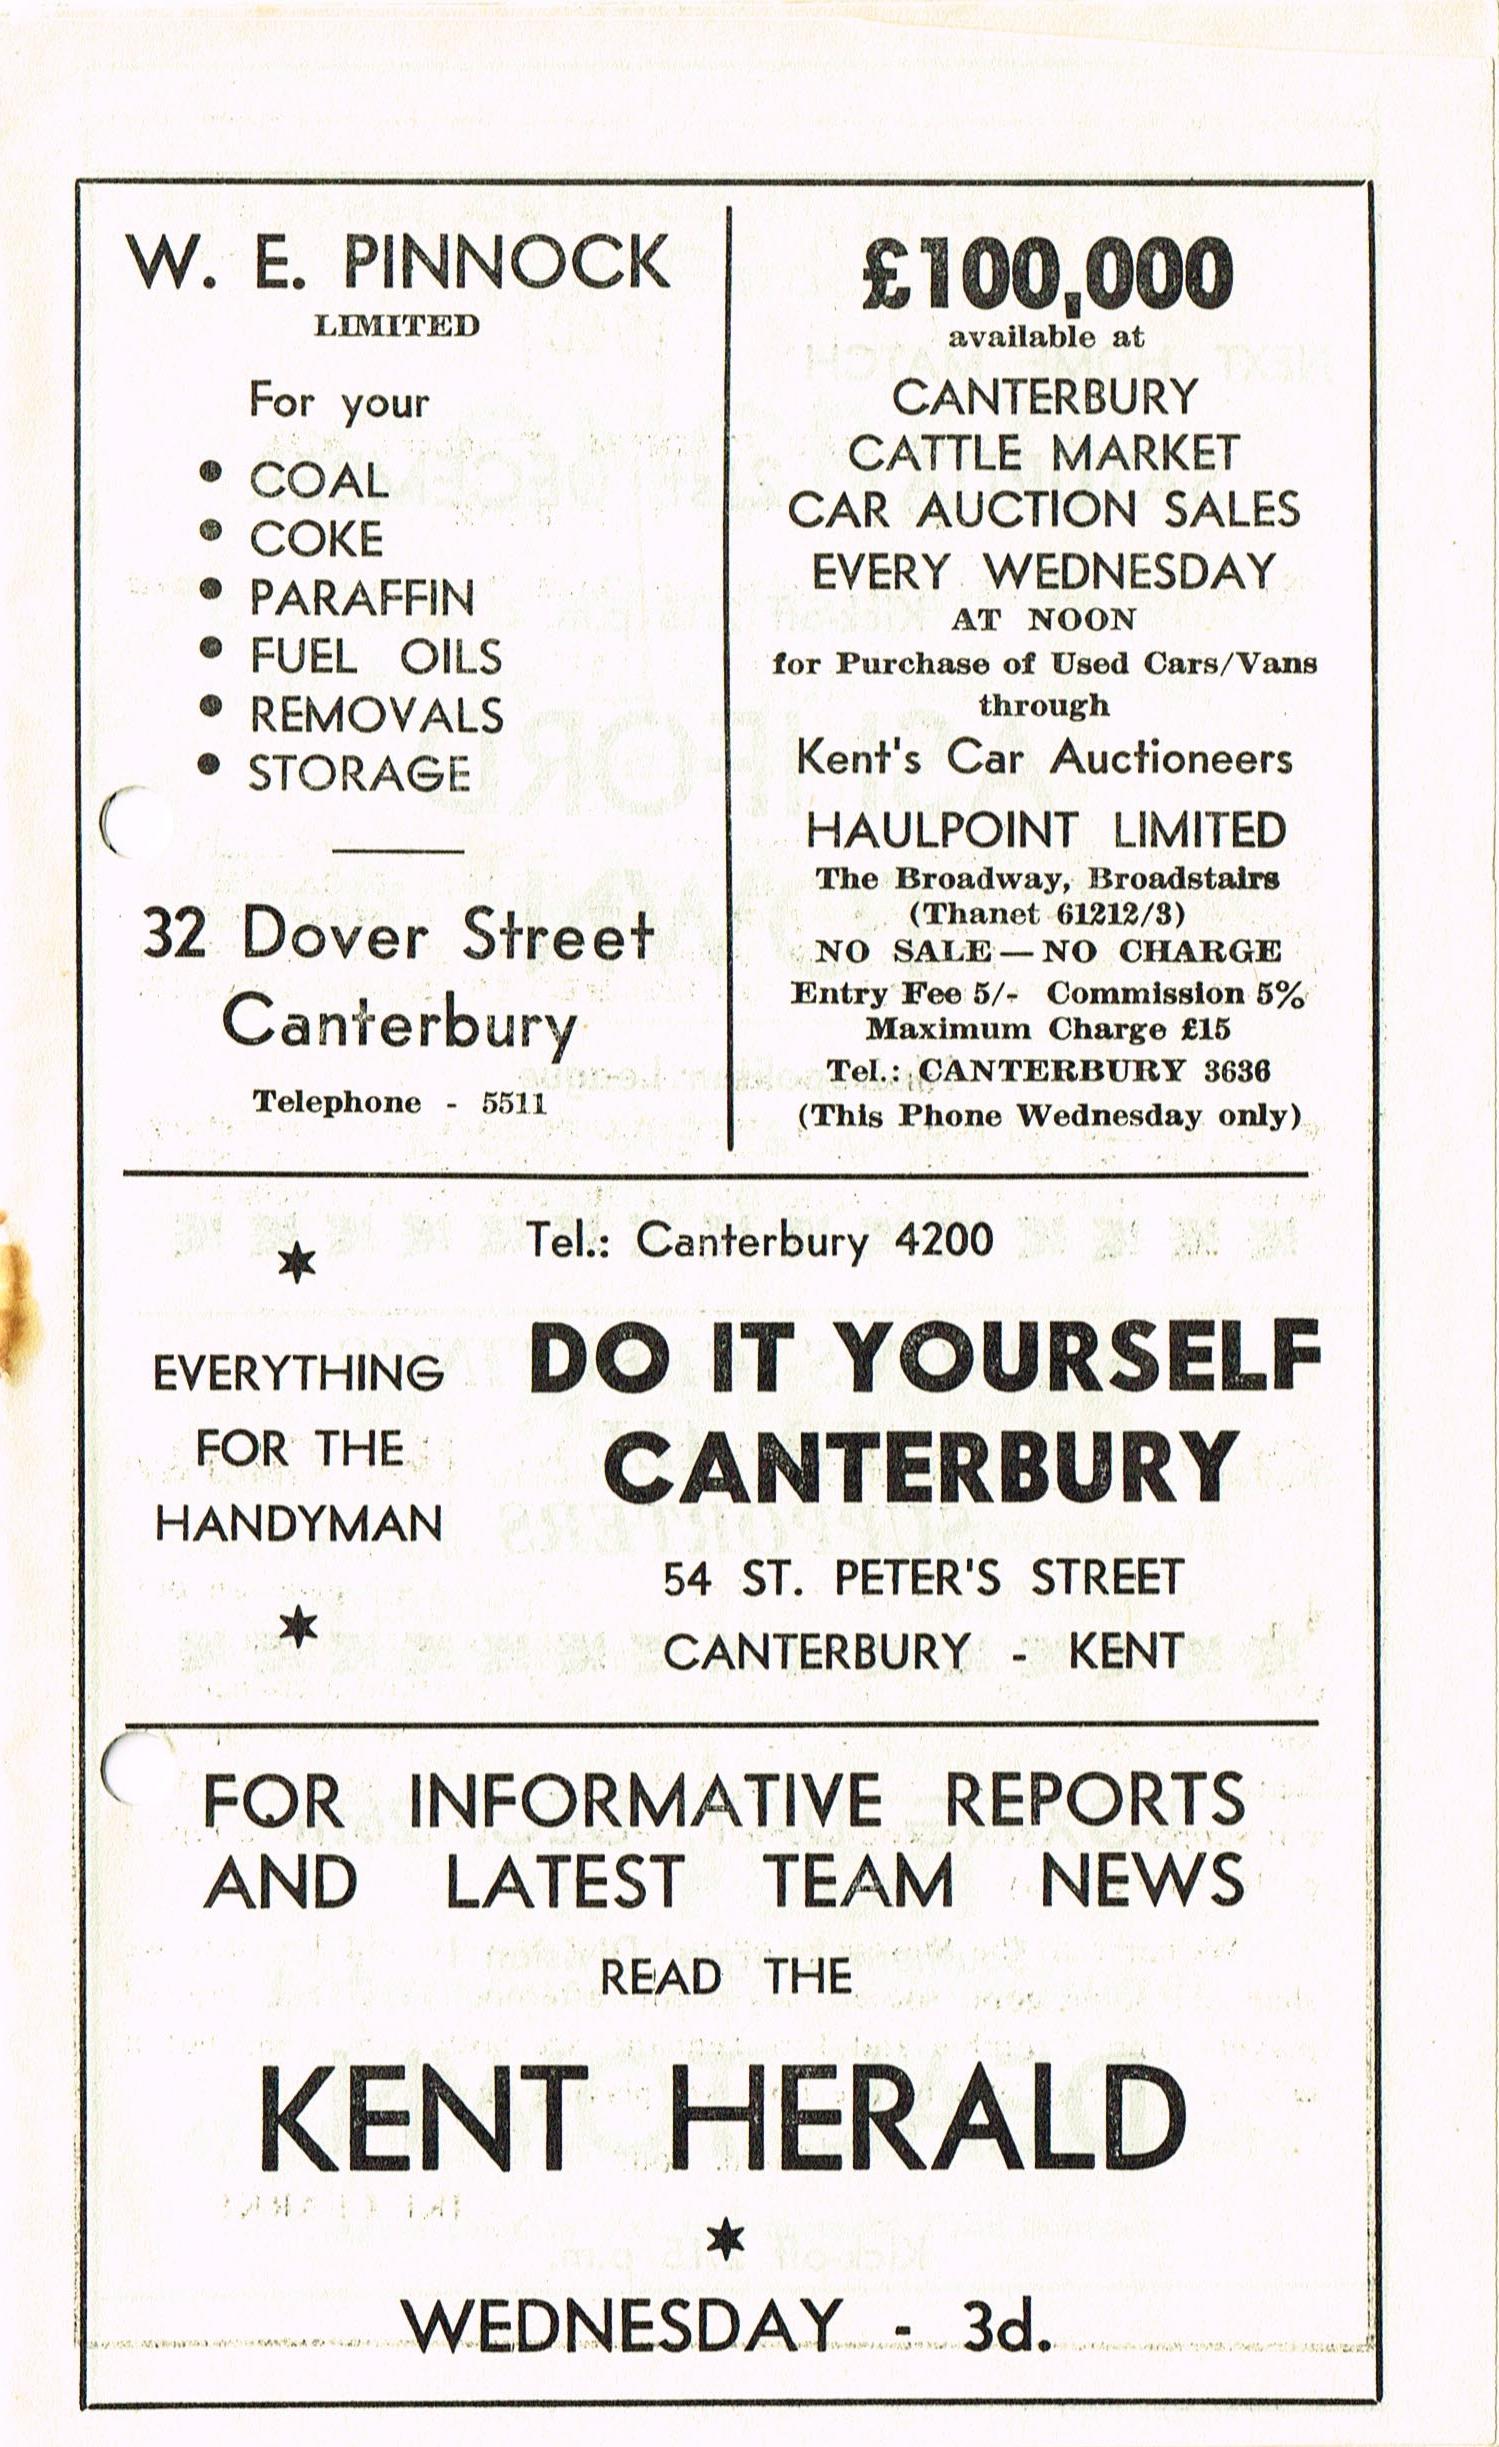 W. E. PINNOCK
LIMITED
For your
• COAL
• COKE
• PARAFFIN
• FUEL OILS
• REMOVALS
• STORAGE
32 Dover Street
Canterbury
Telephone - 5511
£100,000
available at
CANTERBURY
CATTLE MARKET
CAR AUCTION SALES
EVERY WEDNESDAY
AT NOON
for Purchase of Used Cars/Vans
through
Kent's Car Auctioneers
HAULPOINT LIMITED
The Broadway, Broadstairs
(Thanet 61212/3)
NO SALE — NO CHARGE
Entry Fee 5/- Commission 5%
Maximum Charge £15
Tel.: CANTERBURY 3636
(This Phone Wednesday only)
EVERYTHING
FOR THE
HANDYMAN
Tel.: Canterbury 4200
DO IT YOURSELF
CANTERBURY
54 ST. PETER'S STREET
CANTERBURY - KENT
FOR INFORMATIVE REPORTS
AND LATEST TEAM NEWS
READ THE
KENT HERALD
WEDNESDAY - 3d.